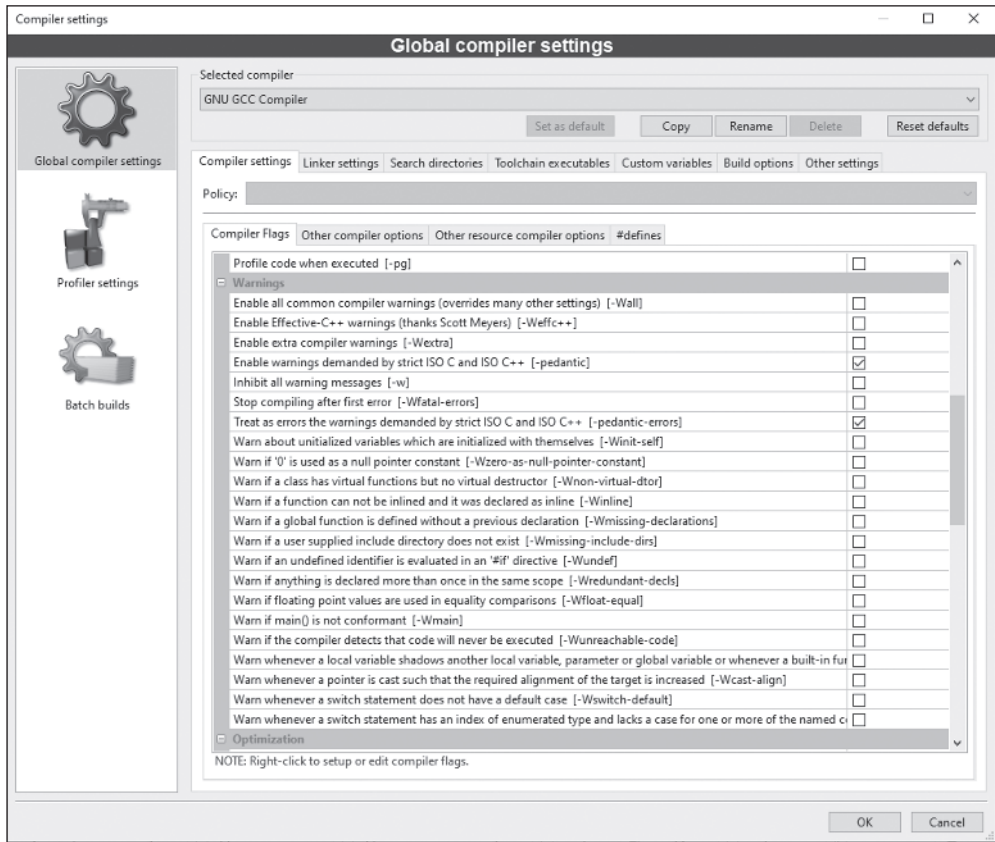 Compiler settings
Global compiler settings
Global compiler settings
Profiler settings
Batch builds
Selected compiler
GNU GCC Compiler
Set as default Copy Rename Delete Reset defaults
Compiler settings Linker settings Search directories Toolchain executables Custom variables Build options Other settings
Policy:
Compiler Flags Other compiler options Other resource compiler options #defines
Profile code when executed [-pg]
Warnings
Enable all common compiler warnings (overrides many other settings) [-Wall]
Enable Effective-C++ warnings (thanks Scott Meyers) [-Weffc++]
Enable extra compiler warnings [-Wextra]
Enable warnings demanded by strict ISO C and ISO C++ [-pedantic]
Inhibit all warning messages [-w]
Stop compiling after first error [-Wfatal-errors]
Treat as errors the warnings demanded by strict ISO C and ISO C++ [-pedantic-errors]
Warn about unitialized variables which are initialized with themselves [-Winit-self]
Warn if '0' is used as a null pointer constant [-Wzero-as-null-pointer-constant]
Warn if a class has virtual functions but no virtual destructor [-Wnon-virtual-dtor]
Warn if a function can not be inlined and it was declared as inline [-Winline]
Warn if a global function is defined without a previous declaration [-Wmissing-declarations]
Warn if a user supplied include directory does not exist [-Wmissing-include-dirs]
Warn if an undefined identifier is evaluated in an '#if' directive [-Wundef]
Warn if anything is declared more than once in the same scope [-Wredundant-decls]
Warn if floating point values are used in equality comparisons [-Wfloat-equal]
Warn if main() is not conformant [-Wmain]
Warn if the compiler detects that code will never be executed [-Wunreachable-code]
Warn whenever a local variable shadows another local variable, parameter or global variable or whenever a built-in fur
Warn whenever a pointer is cast such that the required alignment of the target is increased [-Wcast-align]
Warn whenever a switch statement does not have a default case [-Wswitch-default]
Warn whenever a switch statement has an index of enumerated type and lacks a case for one or more of the named
Optimization
NOTE: Right-click to setup or edit compiler flags.
OK Cancel